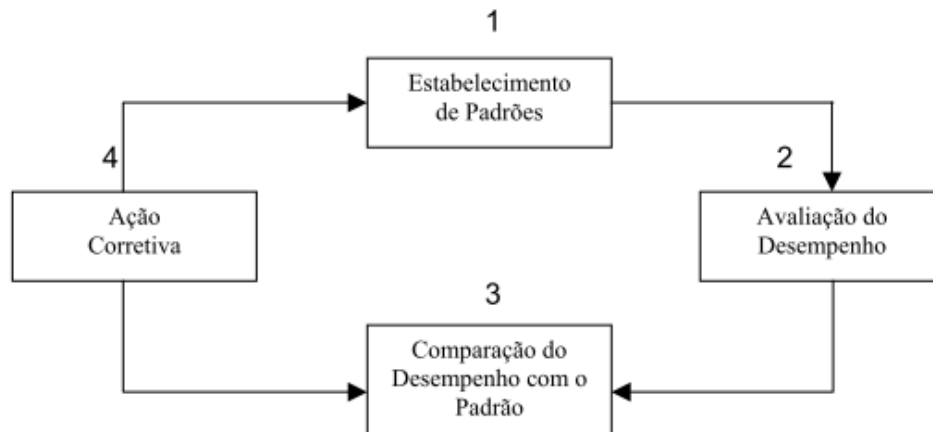 1
Estabelecimento
de Padrões
4
2
Ação
Corretiva
Avaliação do
Desempenho
3
Comparação do
Desempenho com o
Padrão